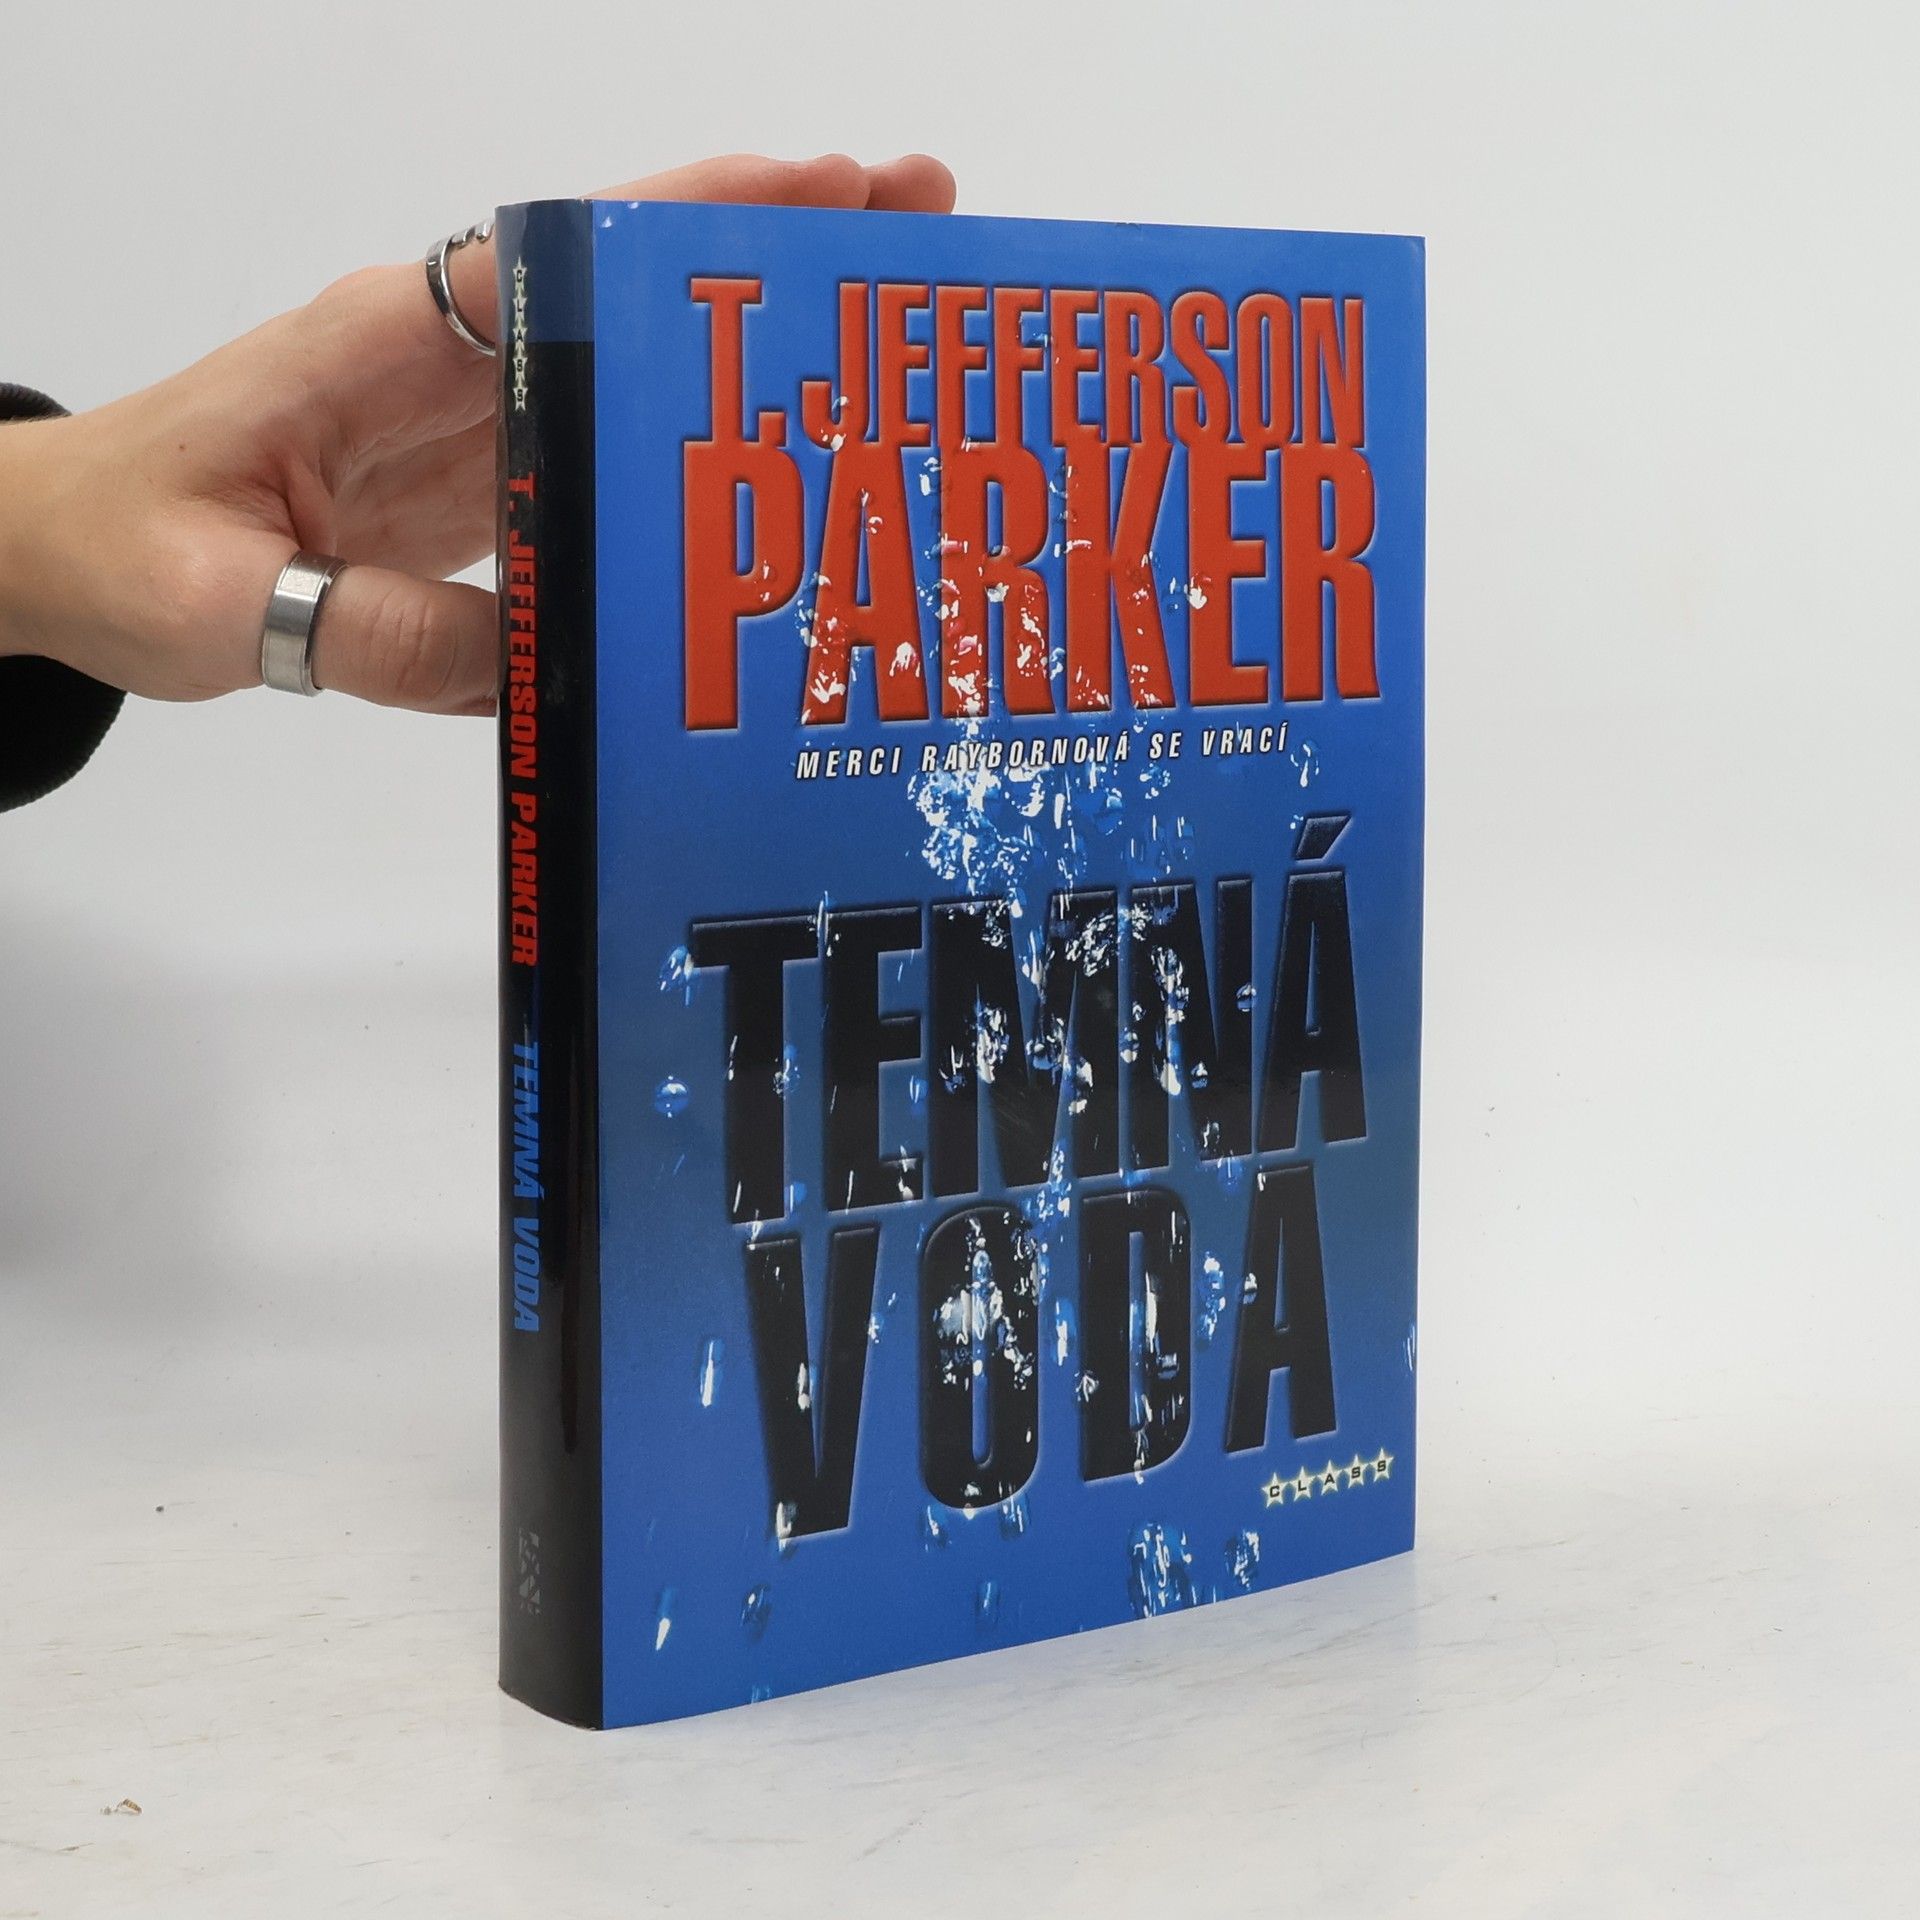 CLASS
T. JEFFERSON PARKER TEMNÁ VODA
T. JEFFERSON
PARKER
MERCI RAYBORNOVÁ SE VRACÍ
TEMNÁ
VODA
CLASS